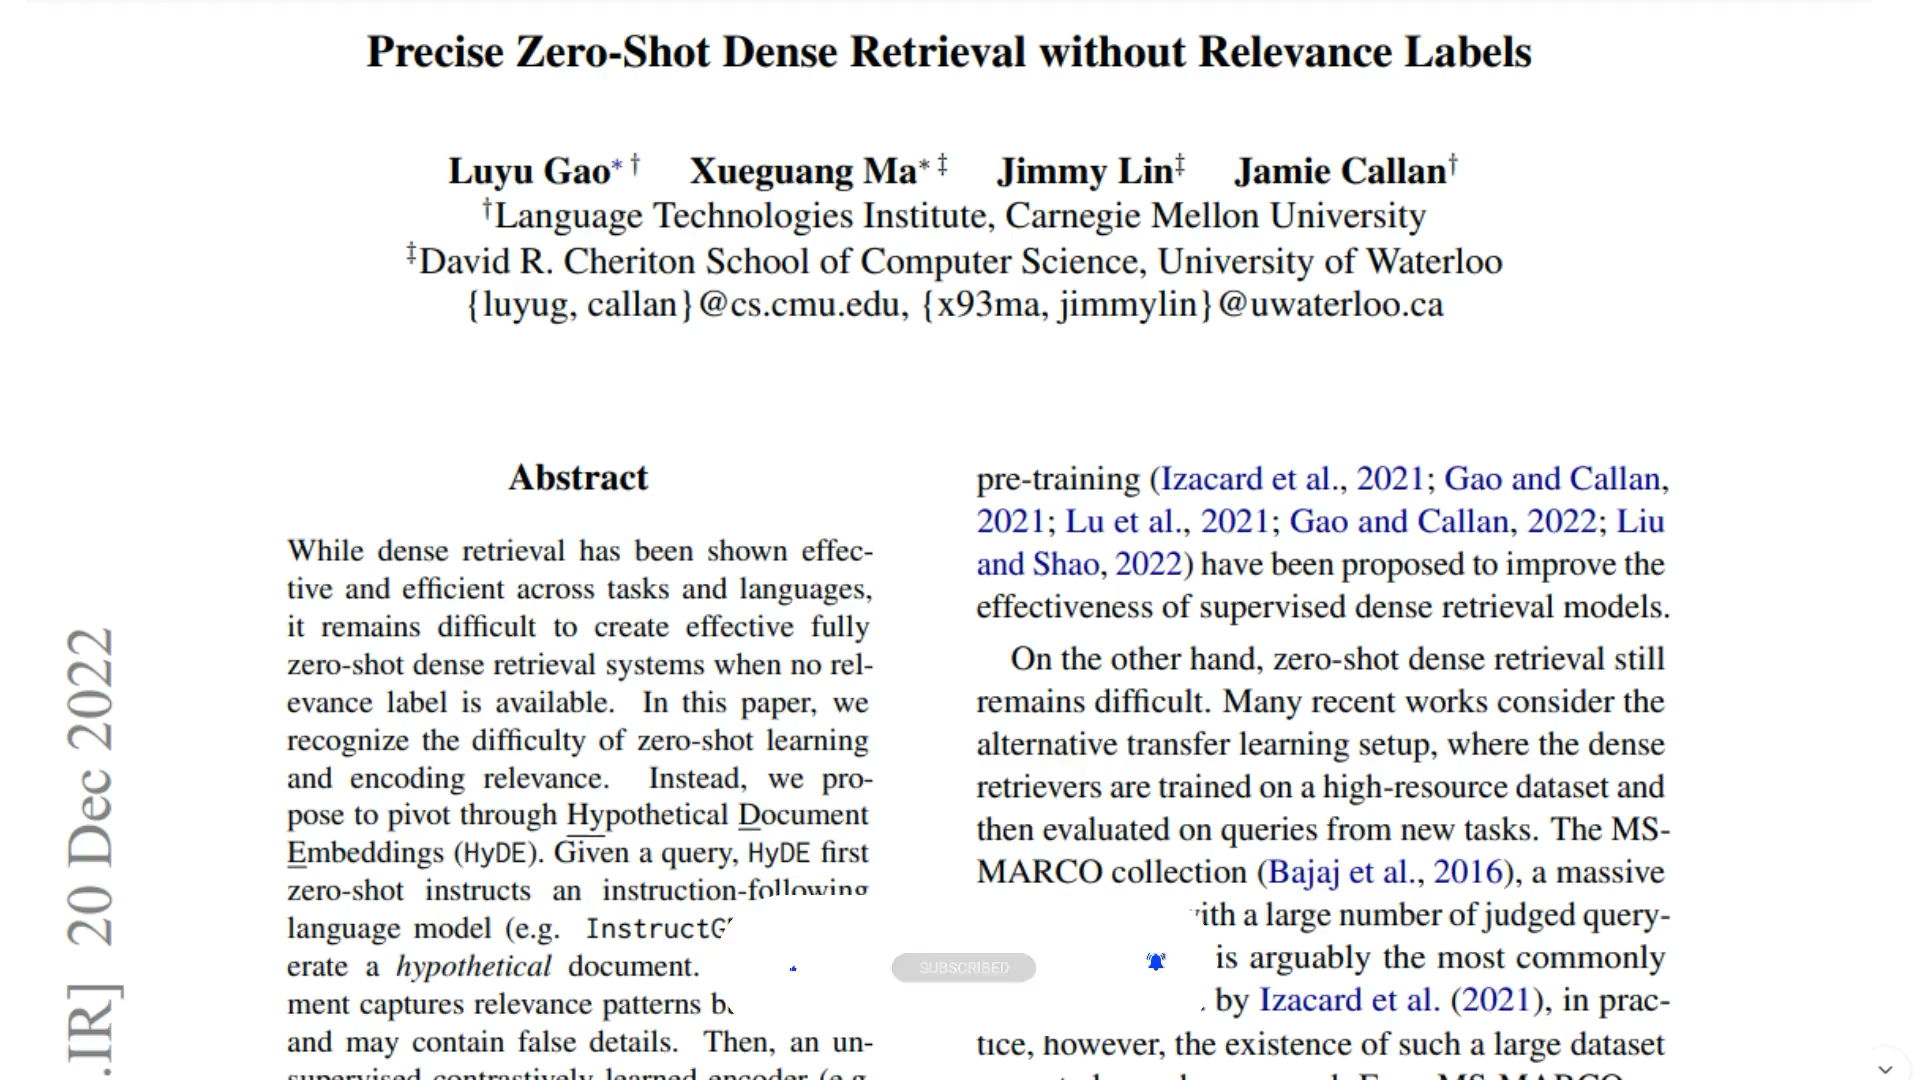 Precise Zero-Shot Dense Retrieval without Relevance Labels
Luyu Gao*† Xueguang Ma*‡ Jimmy Lin‡ Jamie Callan†
†Language Technologies Institute, Carnegie Mellon University
‡David R. Cheriton School of Computer Science, University of Waterloo
{luyug, callan}@cs.cmu.edu, {x93ma, jimmylin}@uwaterloo.ca
.IR] 20 Dec 2022
Abstract
While dense retrieval has been shown effec-
tive and efficient across tasks and languages,
it remains difficult to create effective fully
zero-shot dense retrieval systems when no rel-
evance label is available. In this paper, we
recognize the difficulty of zero-shot learning
and encoding relevance. Instead, we pro-
pose to pivot through Hypothetical Document
Embeddings (HyDE). Given a query, HyDE first
zero-shot instructs an instruction-following
language model (e.g.
erate a hypothetical document.
ment captures relevance patterns
and may contain false details. Then, an un-
supervised contrastively learned encoder (e.g.
pre-training (Izacard et al., 2021; Gao and Callan,
2021; Lu et al., 2021; Gao and Callan, 2022; Liu
and Shao, 2022) have been proposed to improve the
effectiveness of supervised dense retrieval models.
On the other hand, zero-shot dense retrieval still
remains difficult. Many recent works consider the
alternative transfer learning setup, where the dense
retrievers are trained on a high-resource dataset and
then evaluated on queries from new tasks. The MS-
MARCO collection (Bajaj et al., 2016), a massive
with a large number of judged query-
is arguably the most commonly
by Izacard et al. (2021), in prac-
tice, however, the existence of such a large dataset
SUBSCRIBED